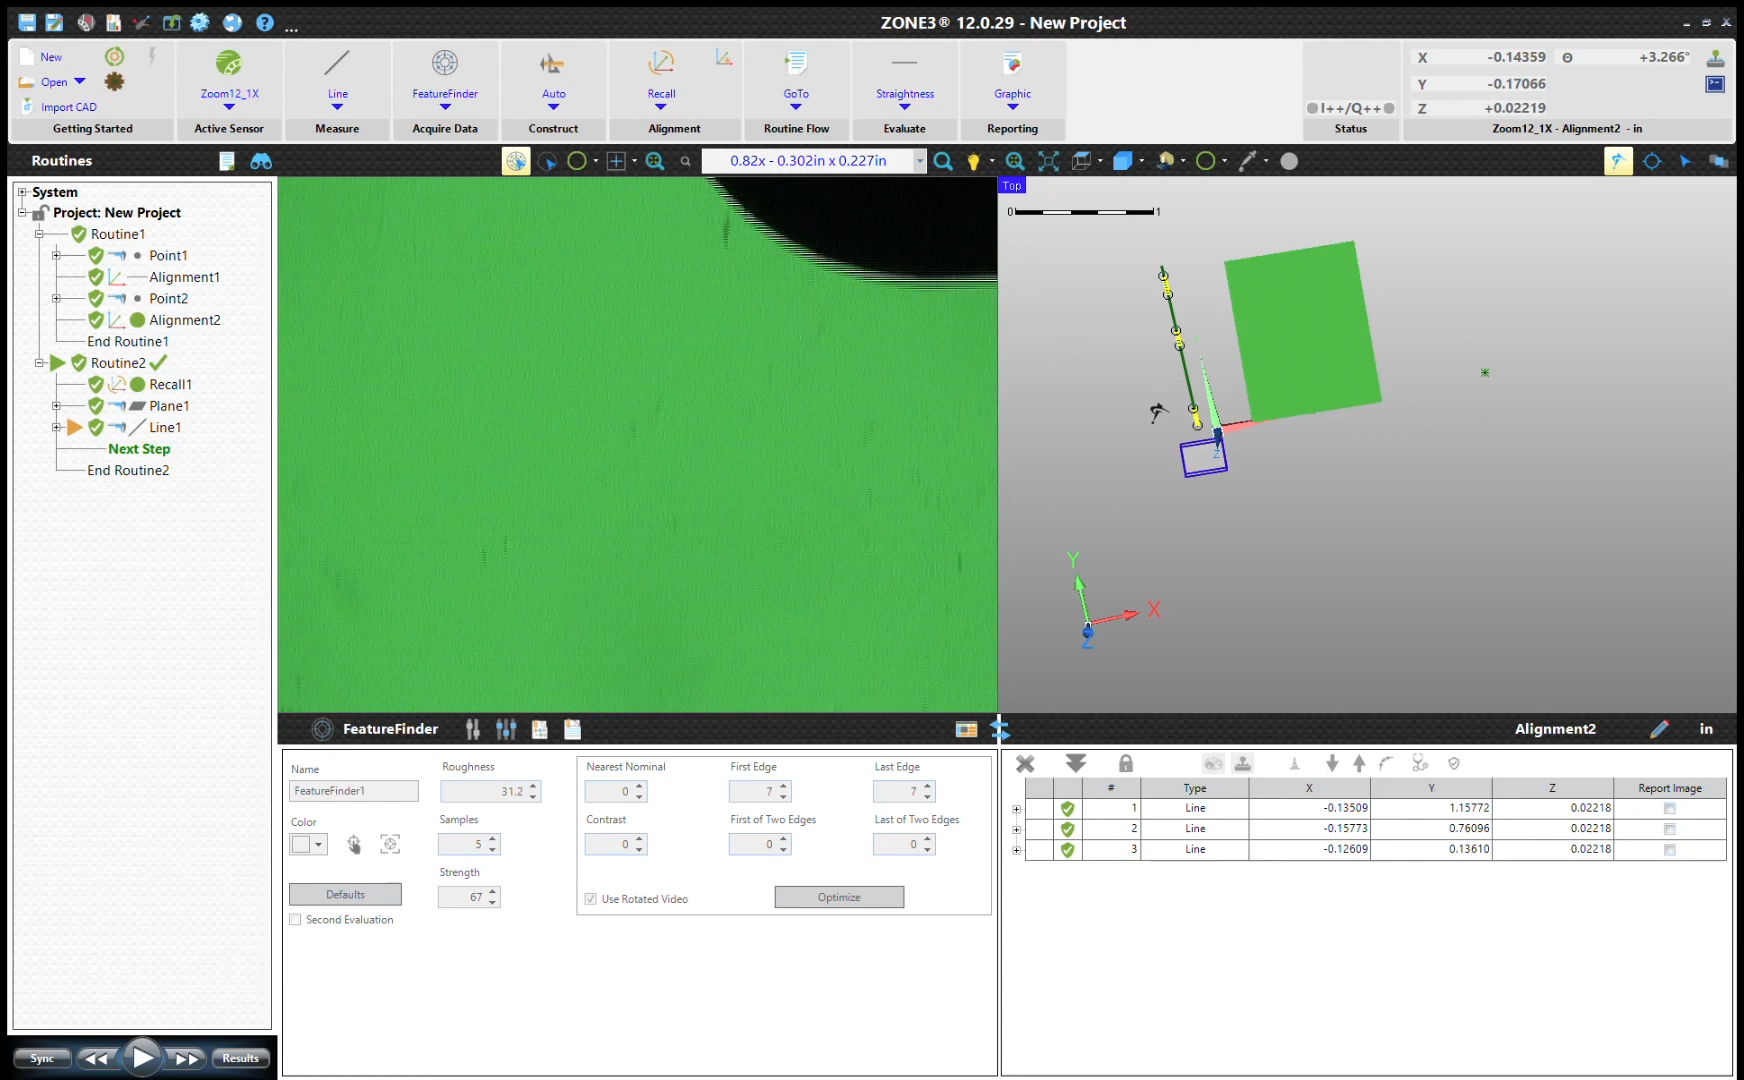 ZONE3® 12.0.29 - New Project
...
New
Open
Import CAD
Getting Started
Zoom12_1X
Active Sensor
Line
Measure
FeatureFinder
Acquire Data
Auto
Construct
Recall
Alignment
GoTo
Routine Flow
Straightness
Evaluate
Graphic
Reporting
I++/Q++
Status
X -0.14359 Θ +3.266°
Y -0.17066
Z +0.02219
Zoom12_1X - Alignment2 - in
Routines
0.82x - 0.302in x 0.227in
System
Project: New Project
Routine1
Point1
Alignment1
Point2
Alignment2
End Routine1
Routine2
Recall1
Plane1
Line1
Next Step
End Routine2
Top
0 1
Z
Y
X
Z
FeatureFinder
Alignment2
in
Name
FeatureFinder1
Color
Defaults
Second Evaluation
Roughness
31.2
Samples
5
Strength
67
Nearest Nominal
0
Contrast
0
First Edge
7
First of Two Edges
0
Last Edge
7
Last of Two Edges
0
Use Rotated Video
Optimize
# Type X Y Z Report Image
1 Line -0.13509 1.15772 0.02218
2 Line -0.15773 0.76096 0.02218
3 Line -0.12609 0.13610 0.02218
Sync
Results